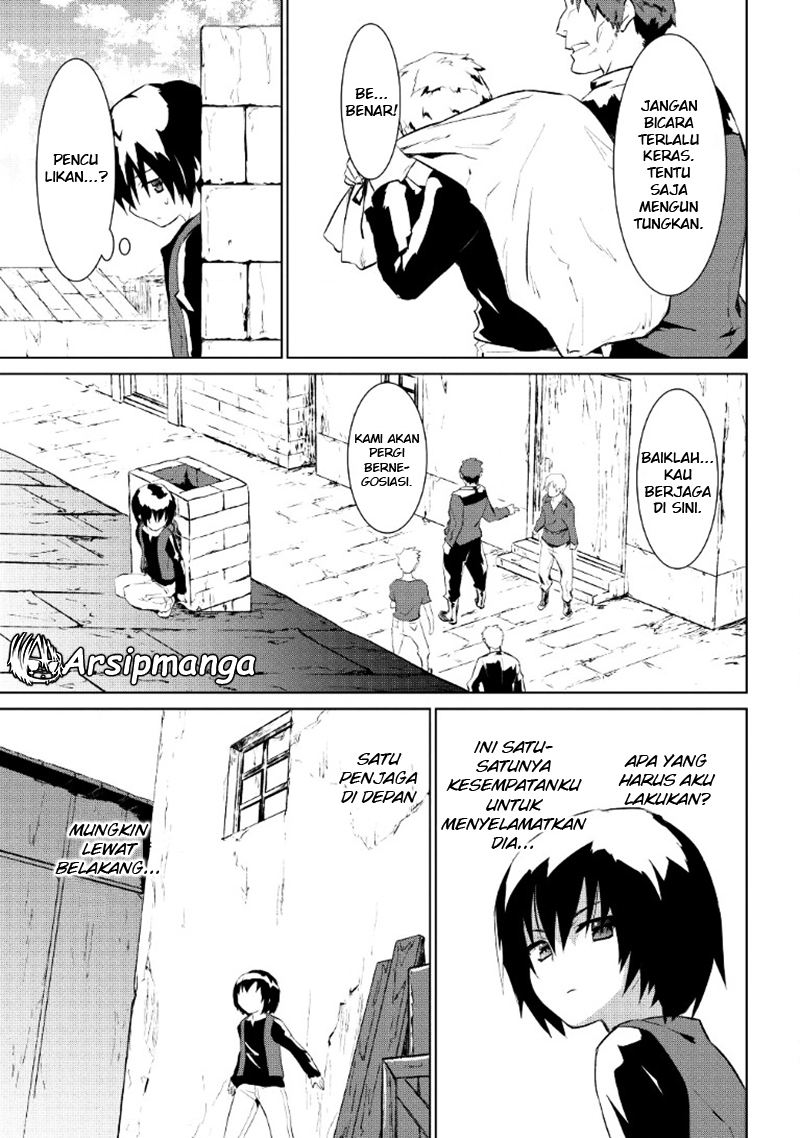 JANGAN
BICARA
TERLALU
KERAS.
TENTU
SAJA
MENGUN
TUNGKAN.
BE...
BENAR!
PENCU
LIKAN...?
BAIKLAH...
KAU
BERJAGA
DI SINI.
KAMI AKAN
PERGI
BERNE-
GOSIASI.
Arsipmanga
APA YANG
HARUS AKU
LAKUKAN?
INI SATU-
SATUNYA
KESEMPATANKU
UNTUK
MENYELAMATKAN
DIA...
SATU
PENJAGA
DI DEPAN
MUNGKIN
LEWAT
BELAKANG...